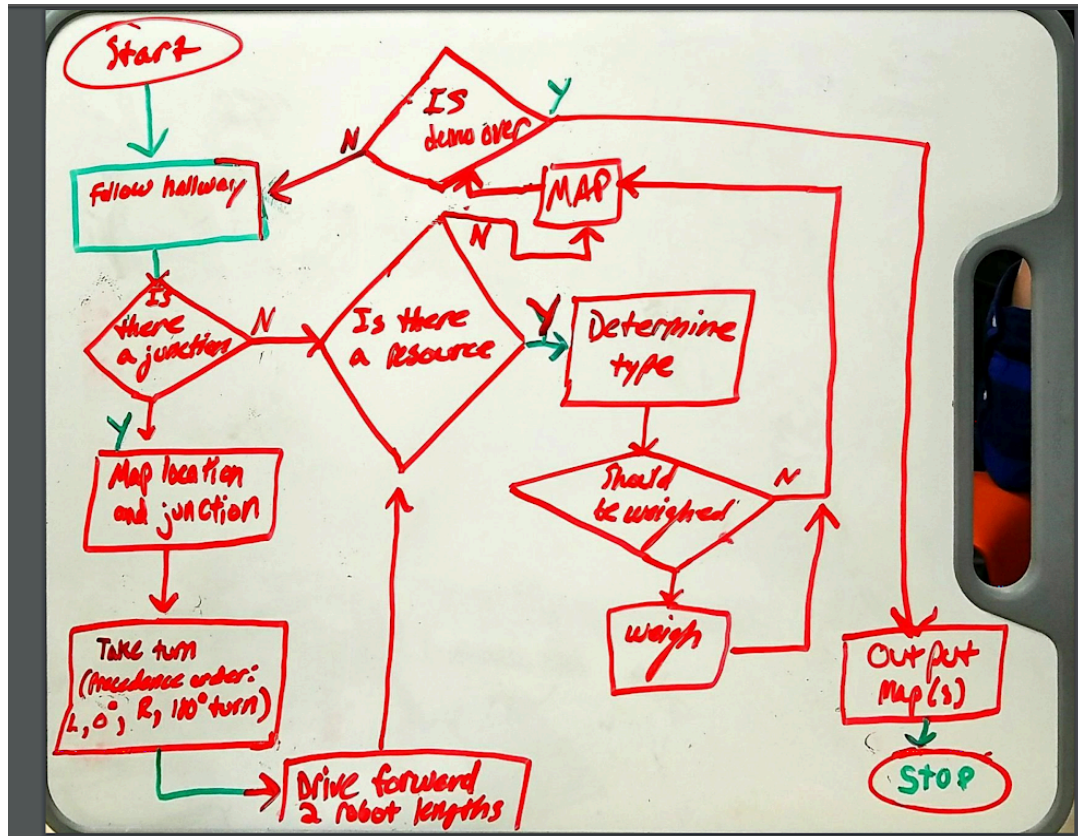 Start
Is
demo over
Y
N
Follow hallway
MAP
N
Is
there
a junction
N
Is there
a resource
Y
Determine
type
Y
Map location
and junction
Should
be weighed
N
Take turn
(Precedence order:
L, 0°, R, 180° turn)
weigh
Output
Map(s)
Drive forward
2 robot lengths
Stop